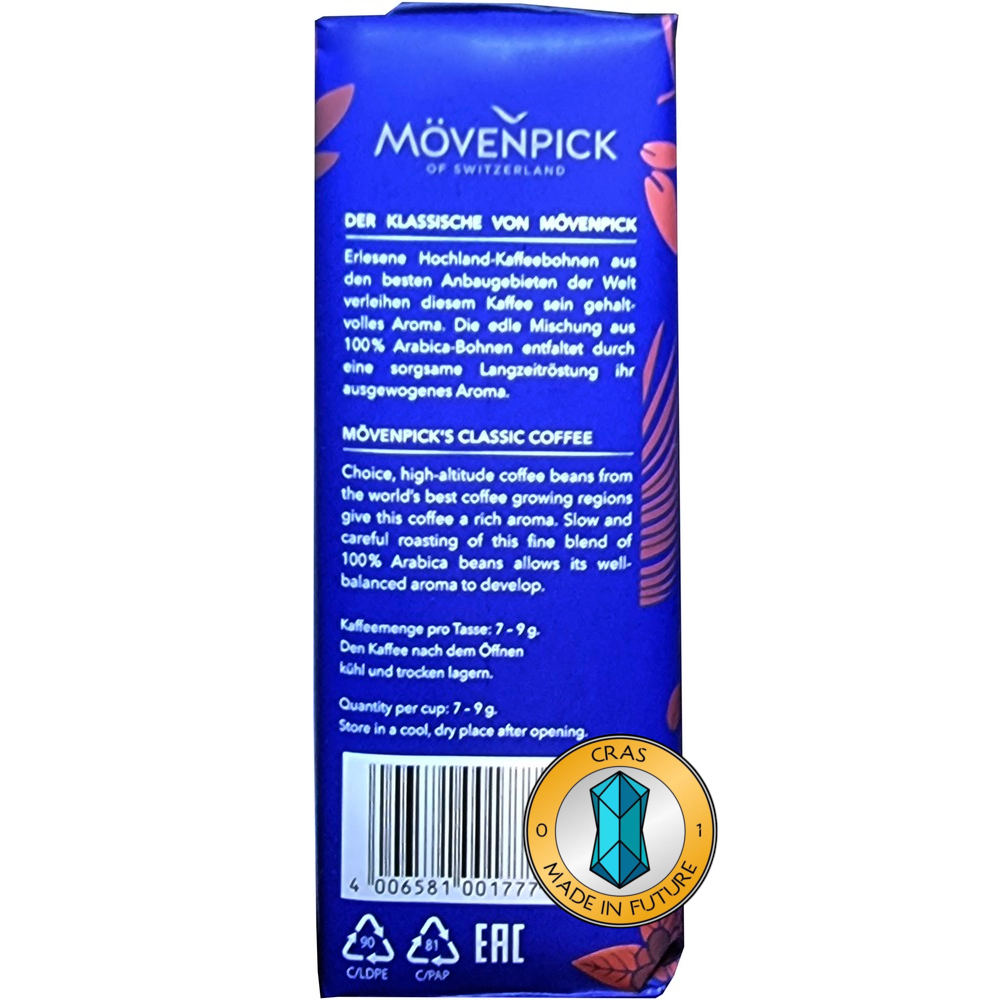 MÖVENPICK
OF SWITZERLAND
DER KLASSISCHE VON MÖVENPICK
Erlesene Hochland-Kaffeebohnen aus
den besten Anbaugebieten der Welt
verleihen diesem Kaffee sein gehalt-
volles Aroma. Die edle Mischung aus
100% Arabica-Bohnen entfaltet durch
eine sorgsame Langzeitröstung ihr
ausgewogenes Aroma.
MÖVENPICK'S CLASSIC COFFEE
Choice, high-altitude coffee beans from
the world's best coffee growing regions
give this coffee a rich aroma. Slow and
careful roasting of this fine blend of
100% Arabica beans allows its well-
balanced aroma to develop.
Kaffeemenge pro Tasse: 7 - 9 g.
Den Kaffee nach dem Öffnen
kühl und trocken lagern.
Quantity per cup: 7 - 9 g.
Store in a cool, dry place after opening.
CRAS
0 1
MADE IN FUTURE
4 006581 001777
90 81 EAC
C/LDPE C/PAP